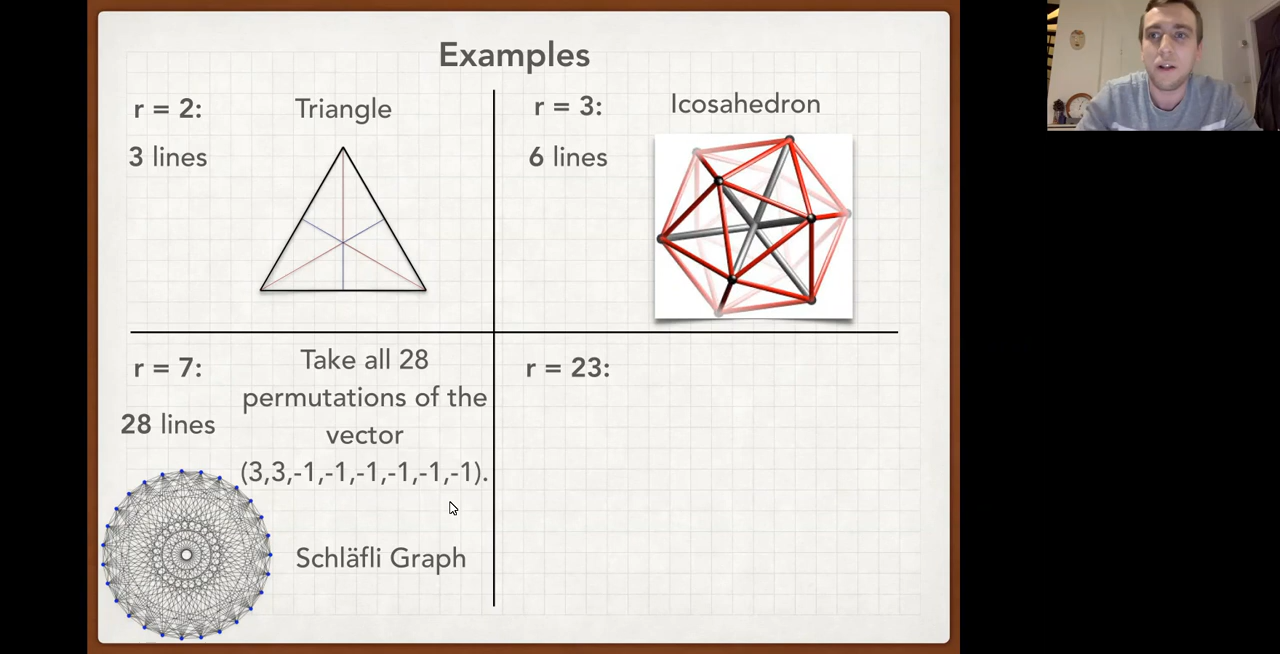 Examples
r = 2:
Triangle
3 lines
r = 3:
Icosahedron
6 lines
r = 7:
28 lines
Take all 28
permutations of the
vector
(3,3,-1,-1,-1,-1,-1,-1).
Schläfli Graph
r = 23: